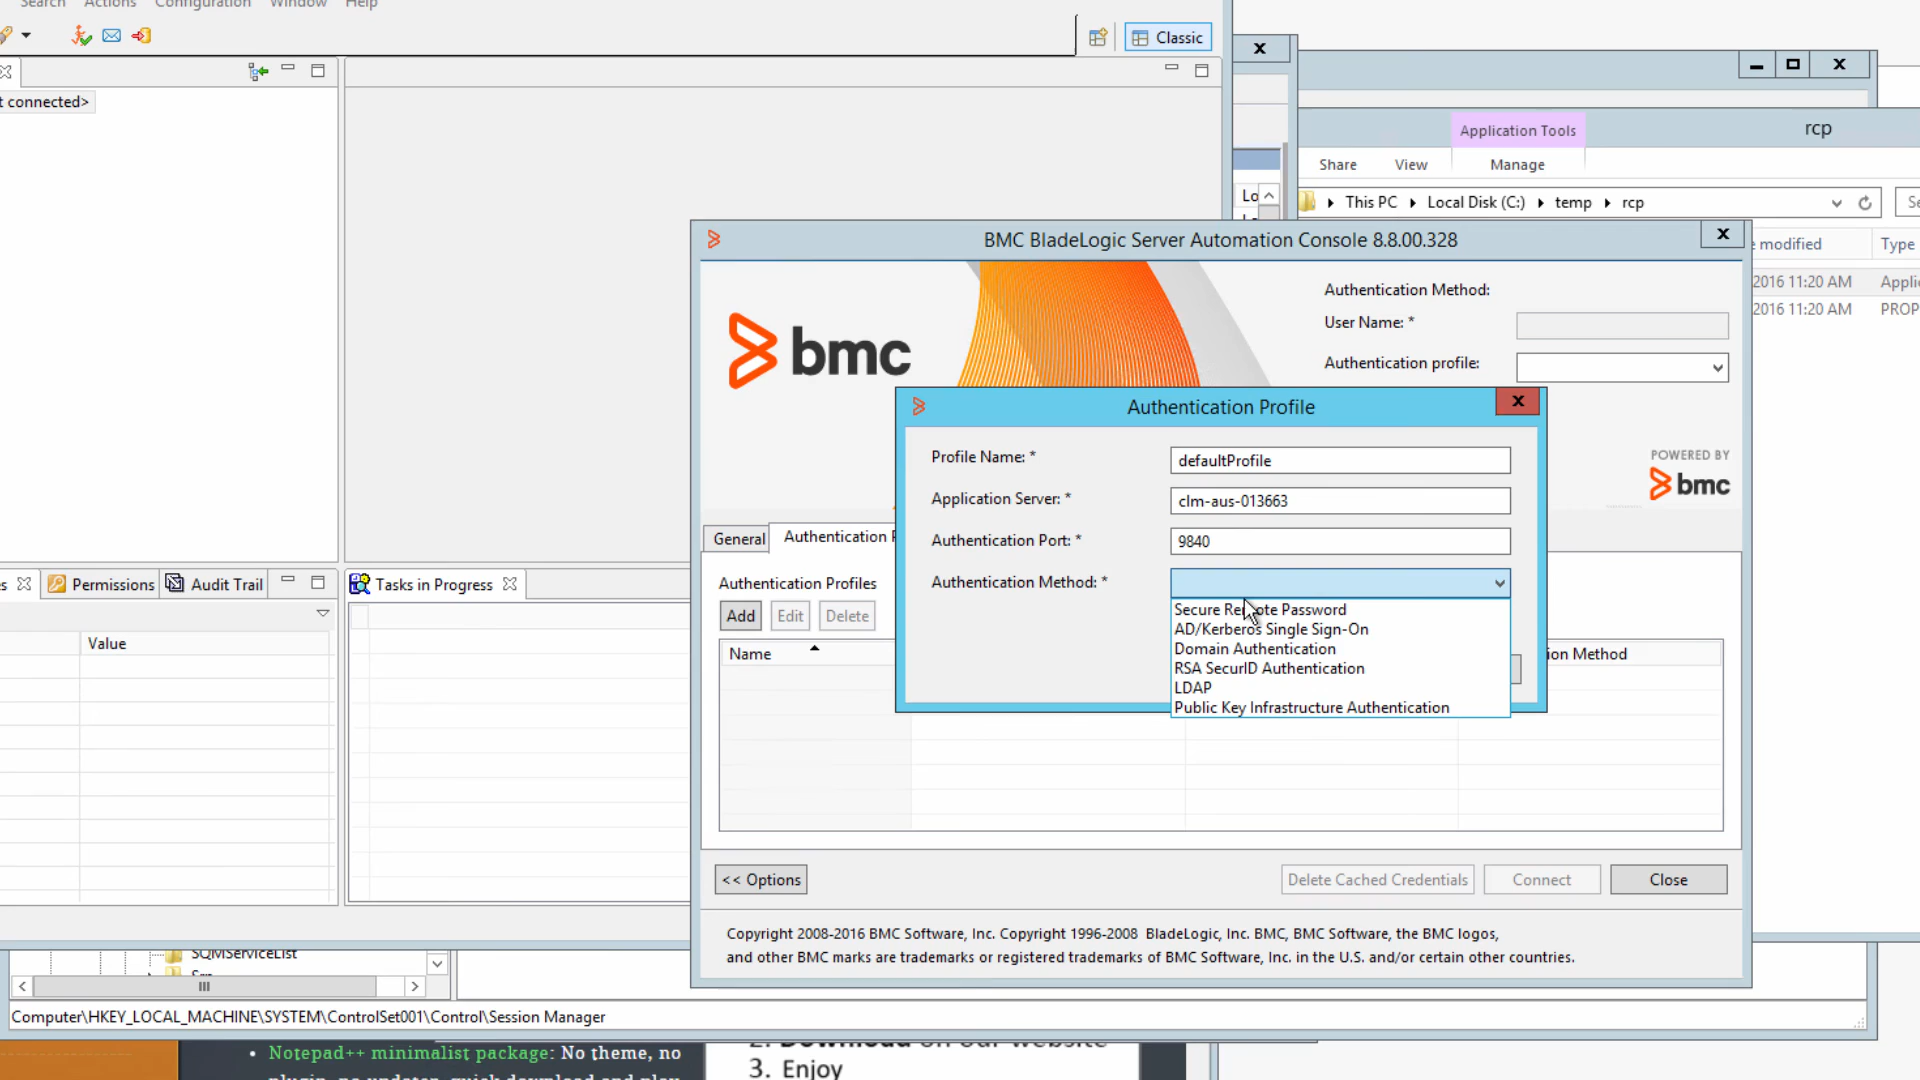 Search Actions Configuration Window Help
Classic
t connected>
Application Tools
rcp
Share View Manage
Lo
This PC Local Disk (C:) temp rcp
BMC BladeLogic Server Automation Console 8.8.00.328
modified Type
Authentication Method:
2016 11:20 AM
User Name: *
2016 11:20 AM PROP
bmc
Authentication profile:
Authentication Profile
Profile Name: * defaultProfile
POWERED BY
bmc
Application Server: * clm-aus-013663
General
Authentication P
Authentication Port: * 9840
Authentication Method: *
Authentication Profiles
Permissions
Audit Trail
Tasks in Progress
Add Edit Delete
Secure Remote Password
AD/Kerberos Single Sign-On
Domain Authentication
RSA SecurID Authentication
LDAP
Public Key Infrastructure Authentication
Value
Name
ion Method
<< Options
Delete Cached Credentials
Connect
Close
Copyright 2008-2016 BMC Software, Inc. Copyright 1996-2008 BladeLogic, Inc. BMC, BMC Software, the BMC logos,
and other BMC marks are trademarks or registered trademarks of BMC Software, Inc. in the U.S. and/or certain other countries.
SQMServiceList
Computer\HKEY_LOCAL_MACHINE\SYSTEM\ControlSet001\Control\Session Manager
• Notepad++ minimalist package: No theme, no
2. Download on our website
3. Enjoy